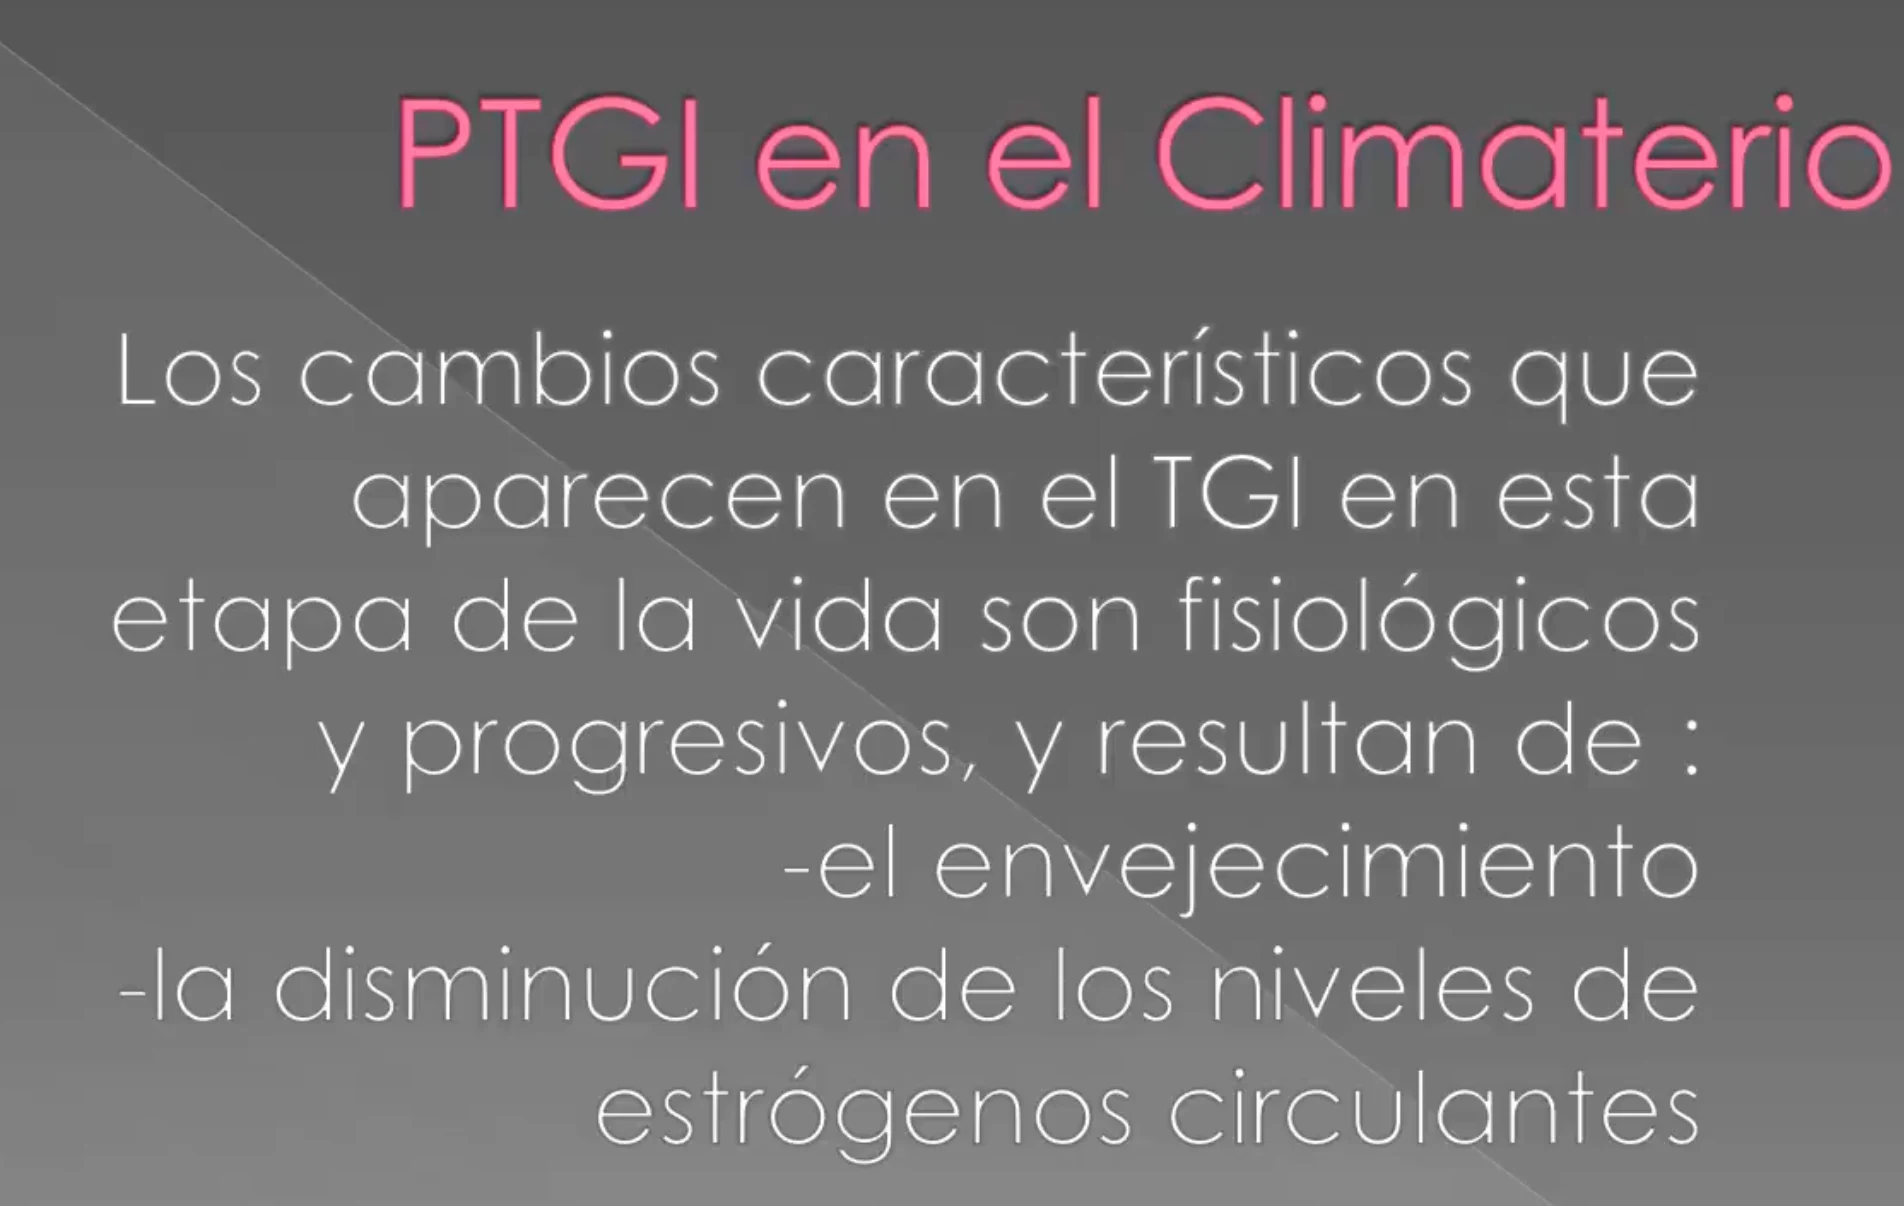 PTGI en el Climaterio
Los cambios característicos que
aparecen en el TGI en esta
etapa de la vida son fisiológicos
y progresivos, y resultan de :
-el envejecimiento
-la disminución de los niveles de
estrógenos circulantes